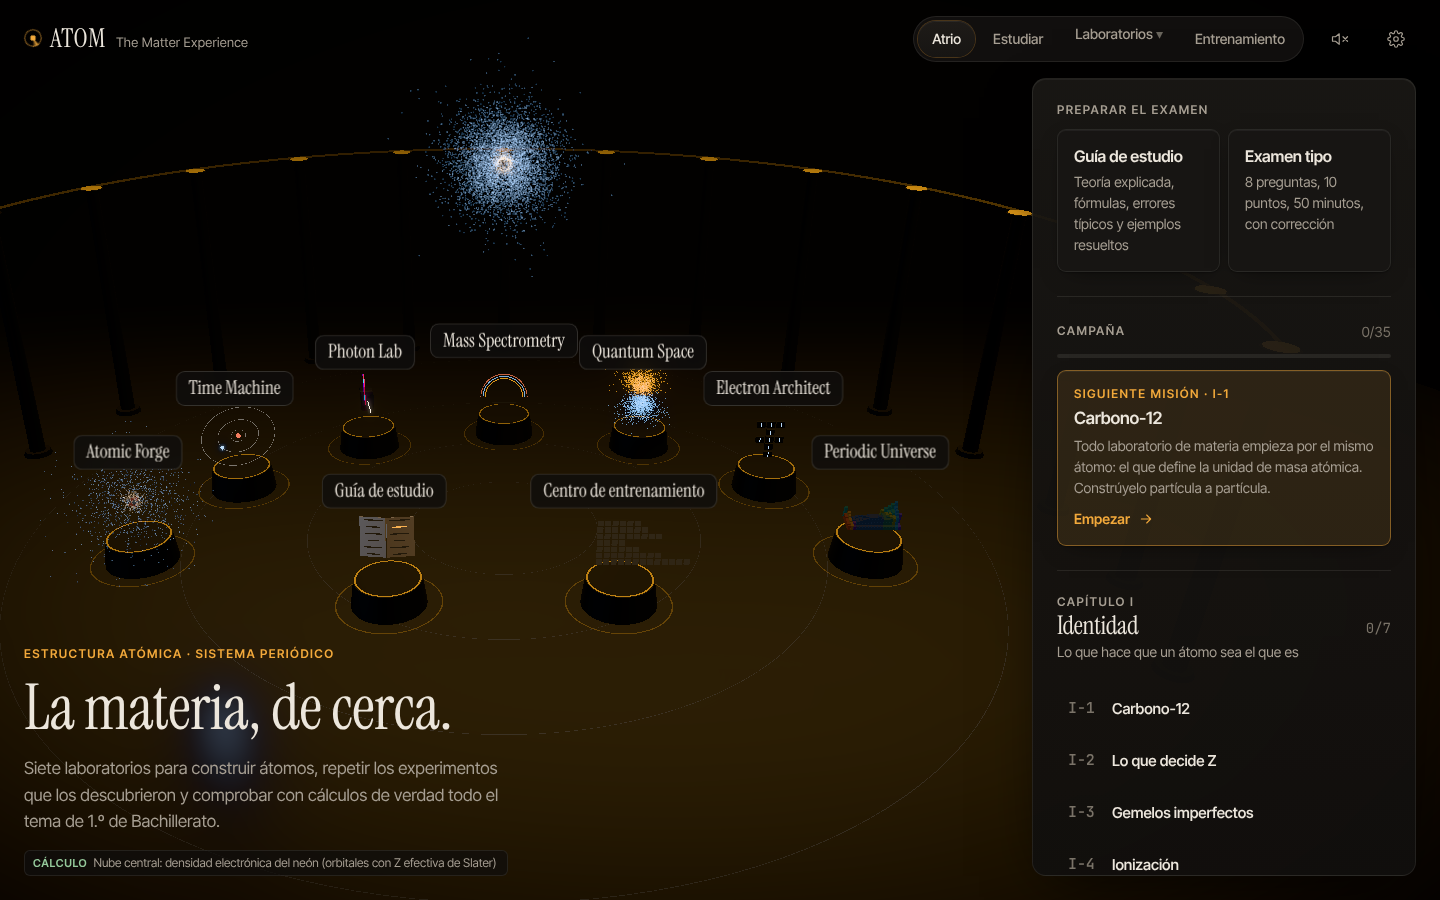 ATOM The Matter Experience
Atrio Estudiar Laboratorios ▾ Entrenamiento
PREPARAR EL EXAMEN
Guía de estudio
Teoría explicada,
fórmulas, errores
típicos y ejemplos
resueltos
Examen tipo
8 preguntas, 10
puntos, 50 minutos,
con corrección
CAMPAÑA 0/35
SIGUIENTE MISIÓN · I-1
Carbono-12
Todo laboratorio de materia empieza por el mismo
átomo: el que define la unidad de masa atómica.
Constrúyelo partícula a partícula.
Empezar →
CAPÍTULO I
Identidad 0/7
Lo que hace que un átomo sea el que es
I-1 Carbono-12
I-2 Lo que decide Z
I-3 Gemelos imperfectos
I-4 Ionización
Mass Spectrometry
Photon Lab
Quantum Space
Time Machine
Electron Architect
Atomic Forge
Periodic Universe
Guía de estudio
Centro de entrenamiento
ESTRUCTURA ATÓMICA · SISTEMA PERIÓDICO
La materia, de cerca.
Siete laboratorios para construir átomos, repetir los experimentos
que los descubrieron y comprobar con cálculos de verdad todo el
tema de 1.º de Bachillerato.
CÁLCULO Nube central: densidad electrónica del neón (orbitales con Z efectiva de Slater)